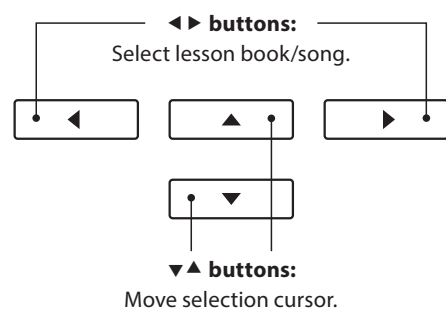 ◀ ▶ buttons:
Select lesson book/song.
▼▲ buttons:
Move selection cursor.